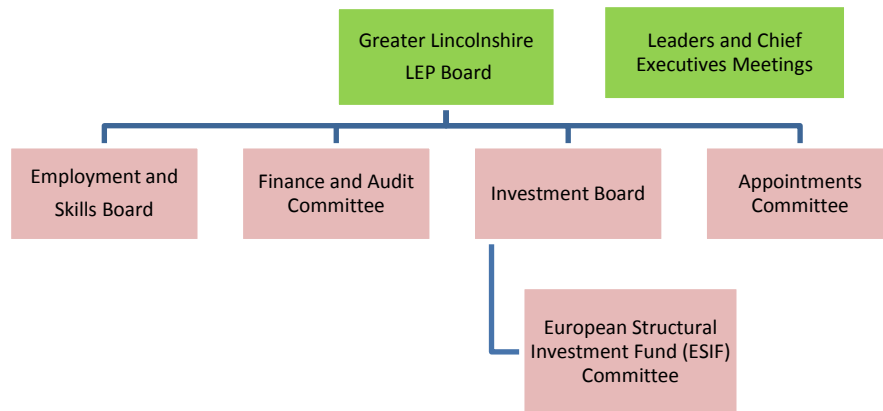 Greater Lincolnshire
LEP Board
Leaders and Chief
Executives Meetings
Employment and
Skills Board
Finance and Audit
Committee
Investment Board
Appointments
Committee
European Structural
Investment Fund (ESIF)
Committee